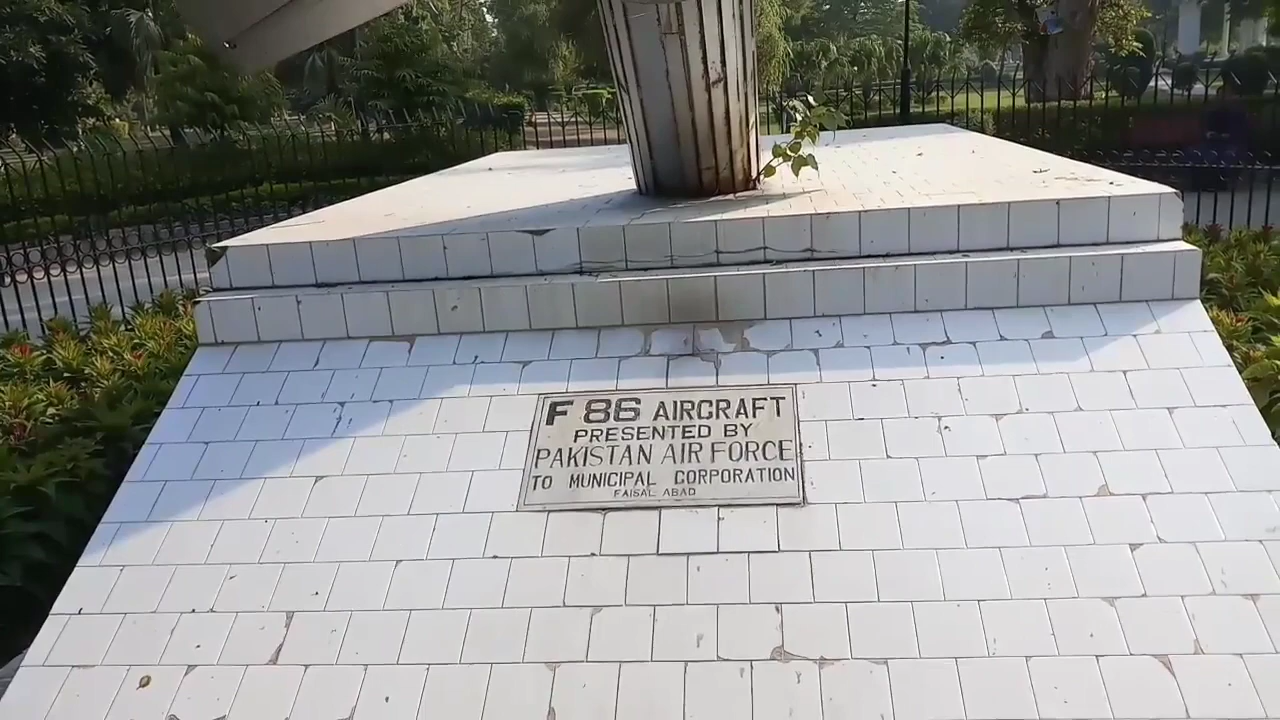 F 86 AIRCRAFT
PRESENTED BY
PAKISTAN AIR FORCE
TO MUNICIPAL CORPORATION
FAISAL ABAD